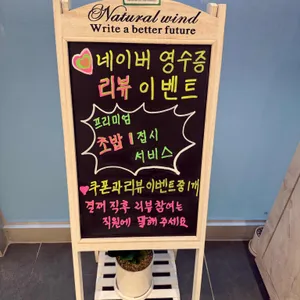 Natural wind
Write a better future
네이버 영수증
리뷰 이벤트
프리미엄
초밥 1접시
서비스
♥쿠폰과 리뷰 이벤트중 1개
결제 직후 리뷰 참여는
직원에 말해 주세요